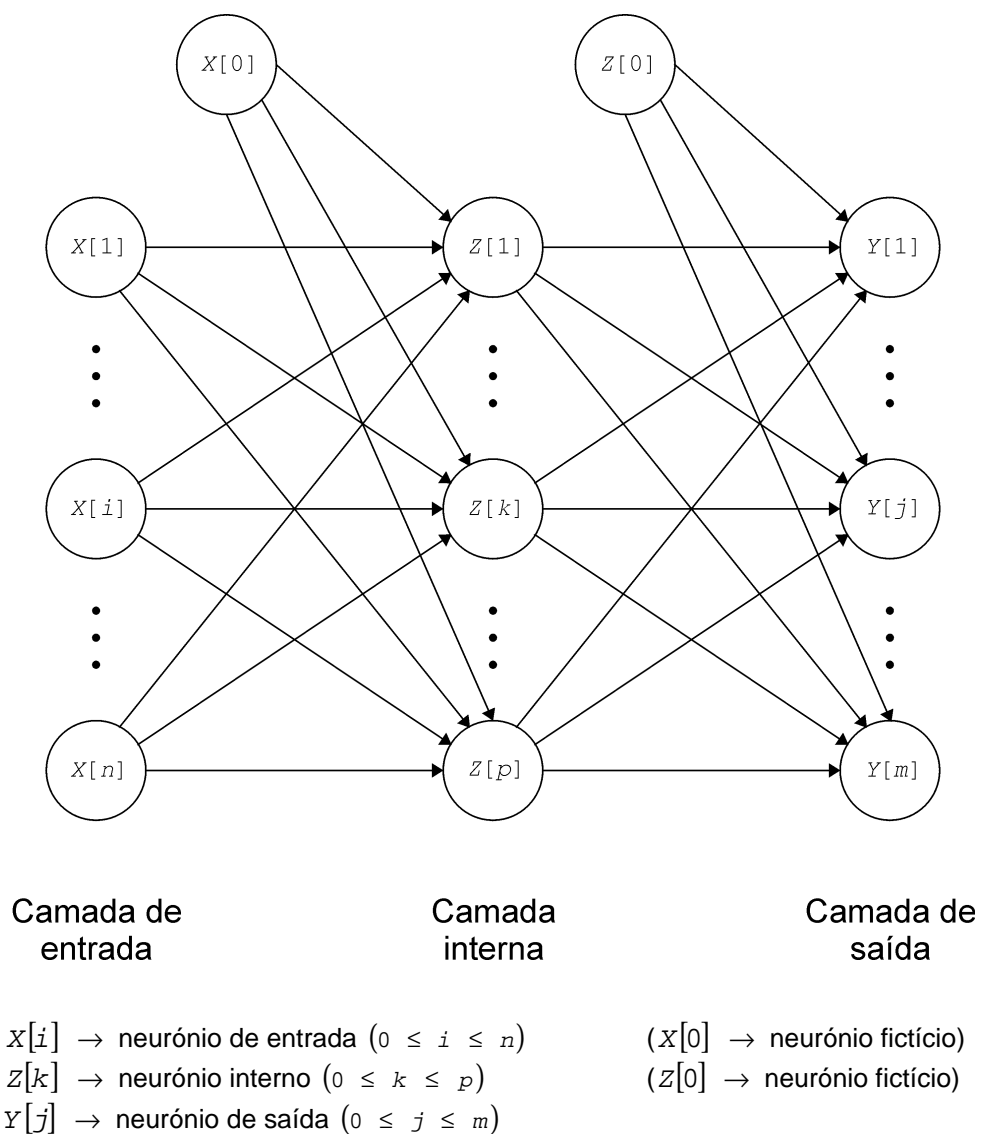 X[0] Z[0]
X[1] Z[1] Y[1]
X[i] Z[k] Y[j]
X[n] Z[p] Y[m]
Camada de entrada
Camada interna
Camada de saída
X[i] → neurónio de entrada (0 ≤ i ≤ n) (X[0] → neurónio fictício)
Z[k] → neurónio interno (0 ≤ k ≤ p) (Z[0] → neurónio fictício)
Y[j] → neurónio de saída (0 ≤ j ≤ m)